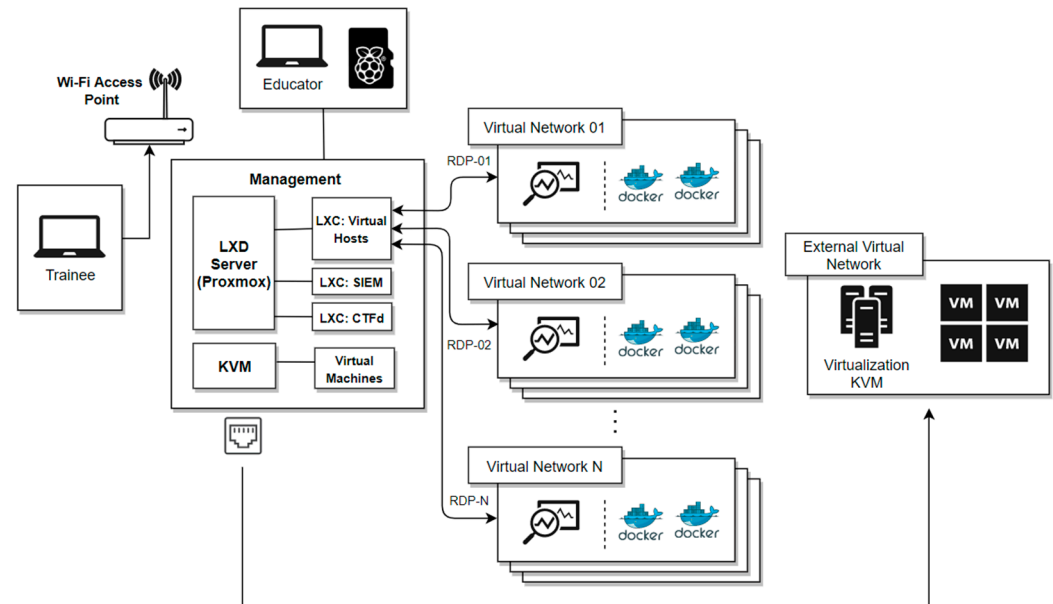 Educator
Wi-Fi Access
Point
Trainee
Management
LXD
Server
(Proxmox)
LXC: Virtual
Hosts
LXC: SIEM
LXC: CTFd
KVM
Virtual
Machines
RDP-01
RDP-02
RDP-N
Virtual Network 01
docker
docker
Virtual Network 02
docker
docker
Virtual Network N
docker
docker
External Virtual
Network
VM VM
VM VM
Virtualization
KVM